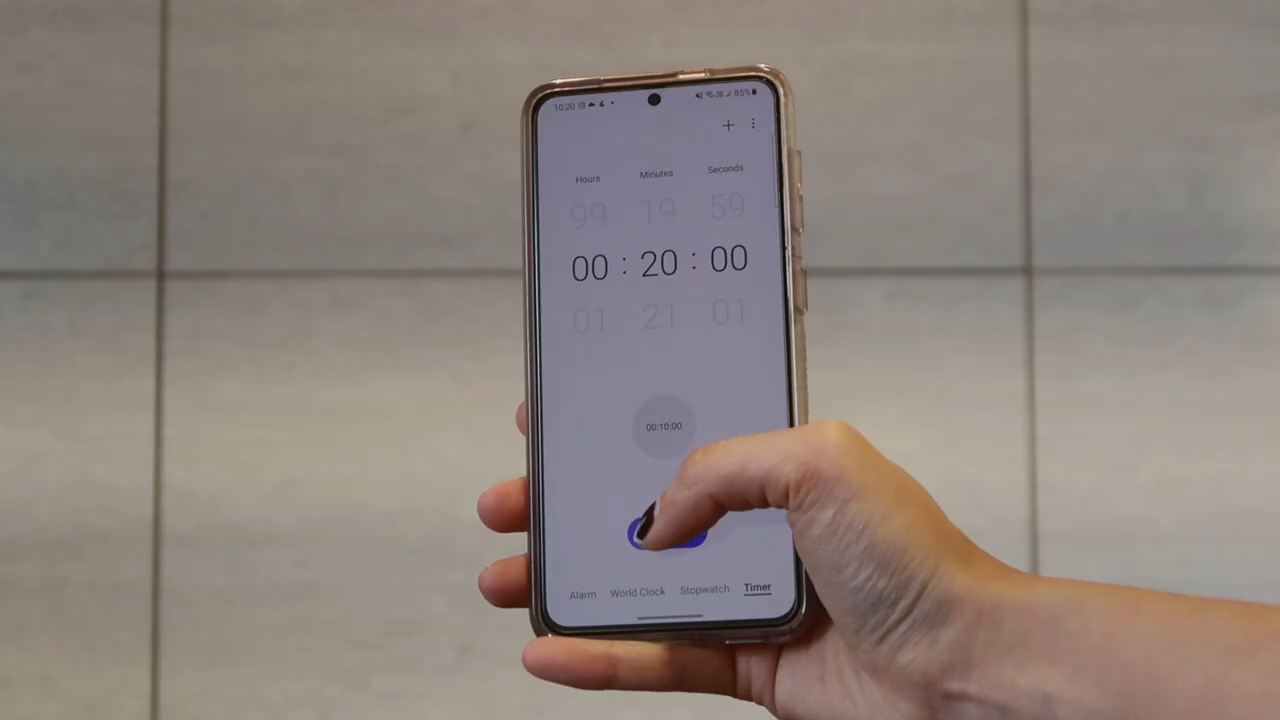 10:20 85%
+
Hours Minutes Seconds
99 19 59
00 : 20 : 00
01 21 01
00:10:00
Alarm World Clock Stopwatch Timer